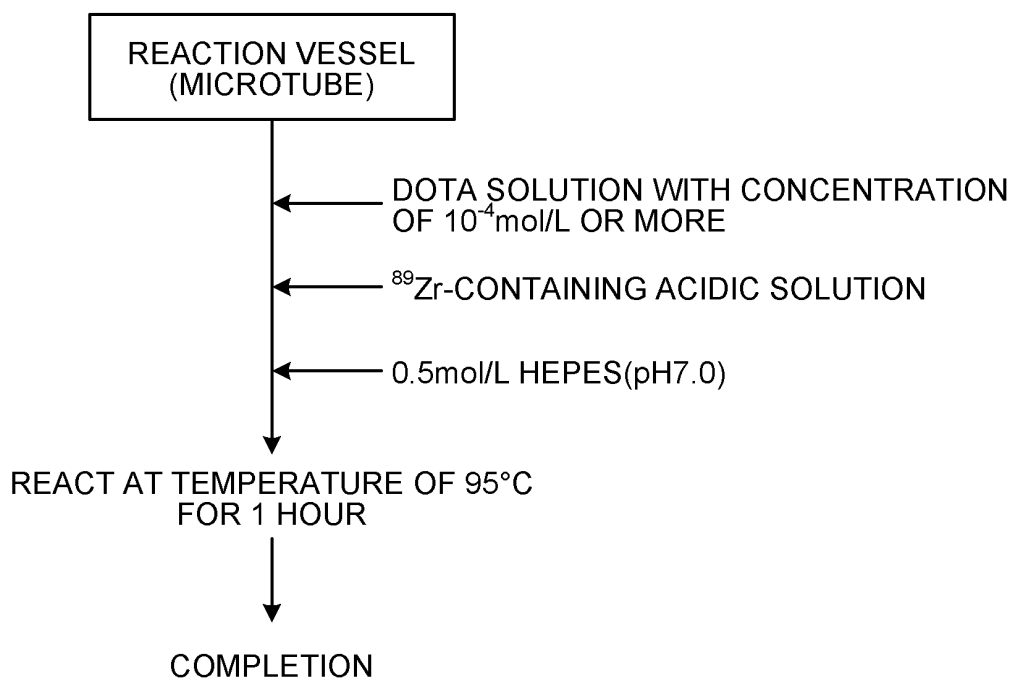 REACTION VESSEL
(MICROTUBE)
DOTA SOLUTION WITH CONCENTRATION
OF 10⁻⁴mol/L OR MORE
⁸⁹Zr-CONTAINING ACIDIC SOLUTION
0.5mol/L HEPES(pH7.0)
REACT AT TEMPERATURE OF 95°C
FOR 1 HOUR
COMPLETION